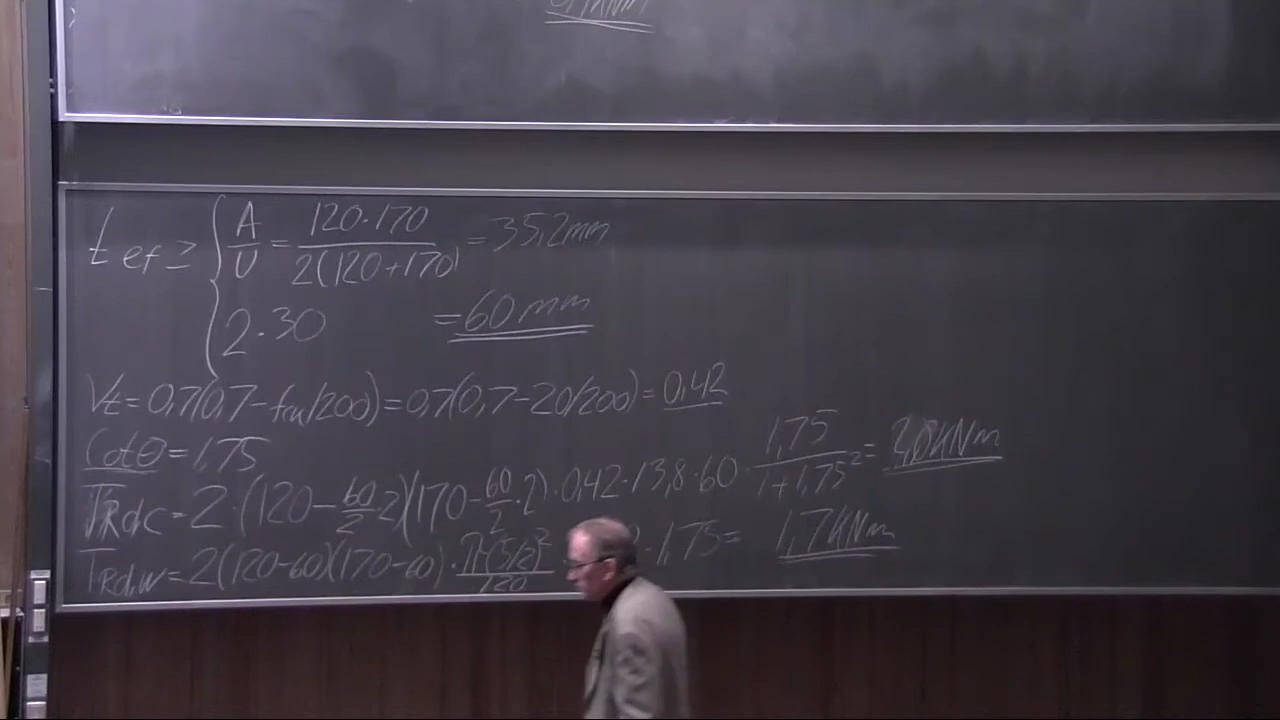 t ef ≥ { A/U = 120·170 / 2(120+170) = 35,2mm
2·30 = 60 mm
Vt = 0,7(0,7-fck/200) = 0,7(0,7-20/200) = 0,42
Cotθ = 1,75
TRdc = 2·(120-60/2·2)(170-60/2·2)·0,42·13,8·60·1,75/1+1,75² = kNm
TRd,w = 2(120-60)(170-60)·π·(5/2)²/120 ·1,75 = 1,7kNm